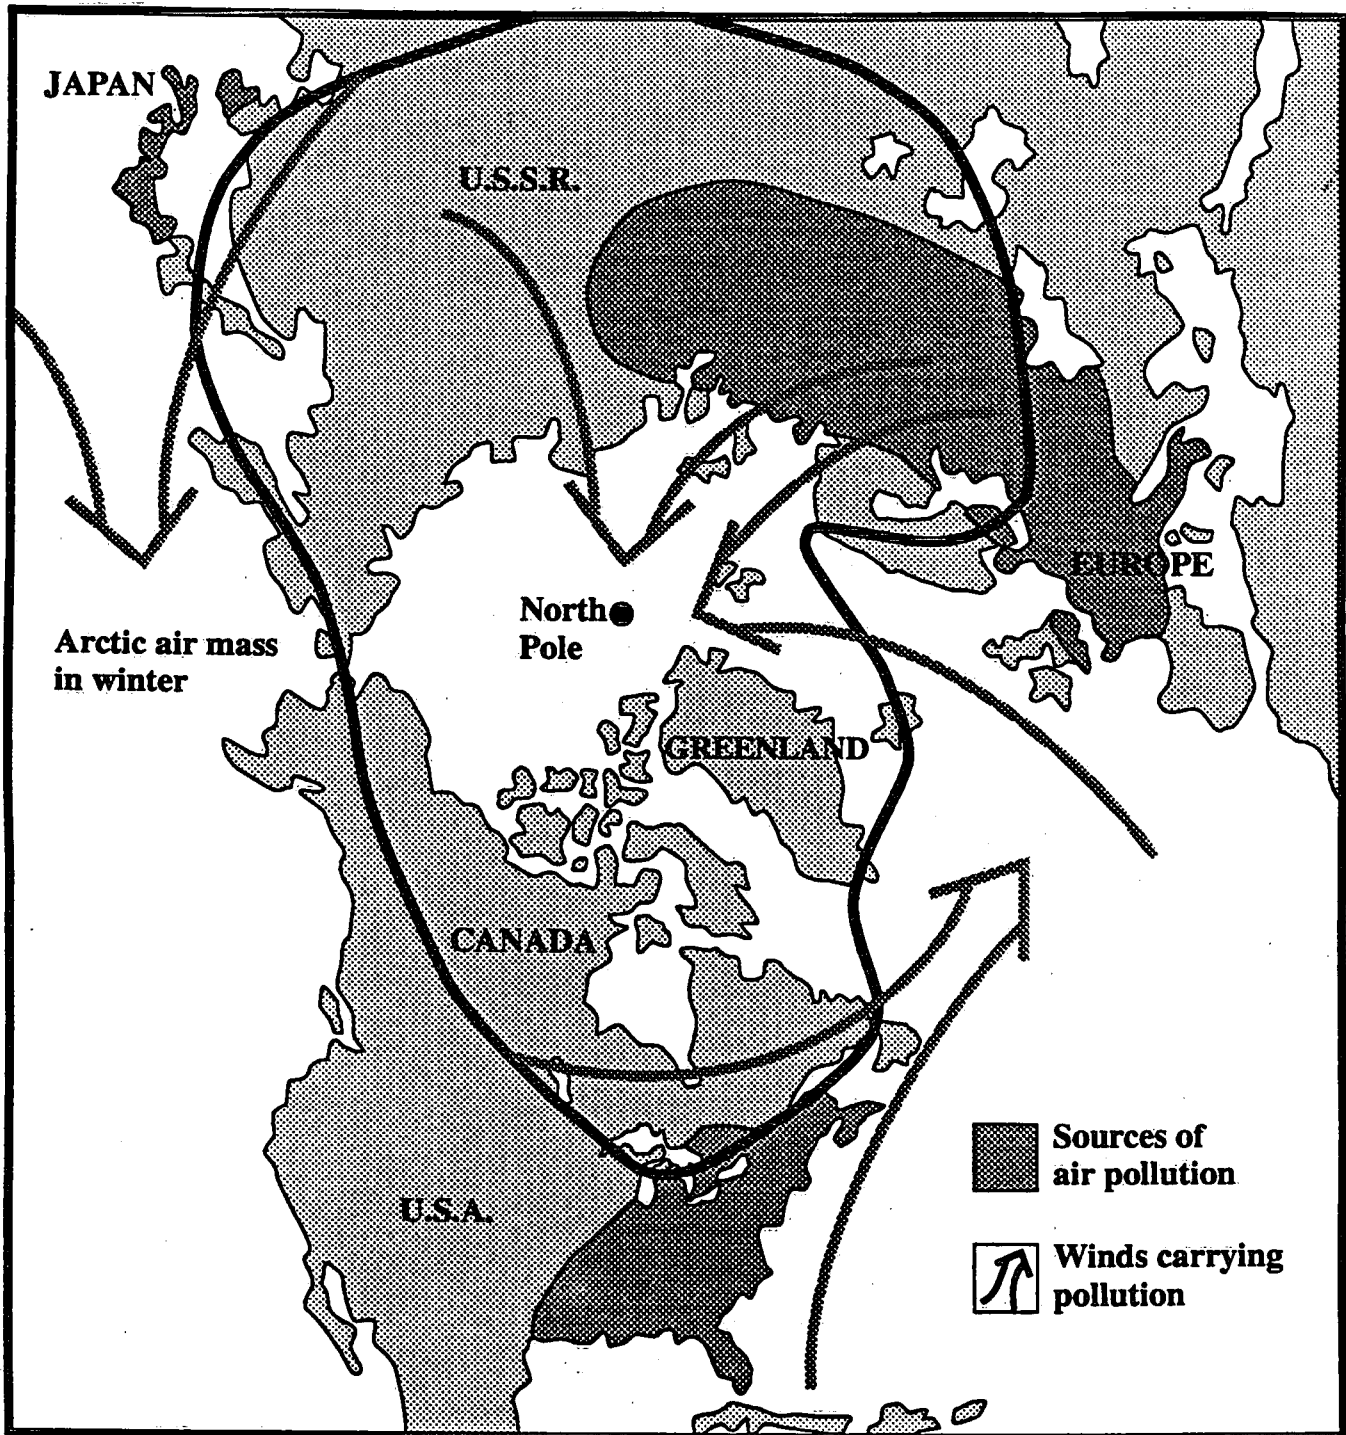 JAPAN
U.S.S.R.
EUROPE
North
Pole
Arctic air mass
in winter
GREENLAND
CANADA
U.S.A.
Sources of
air pollution
Winds carrying
pollution